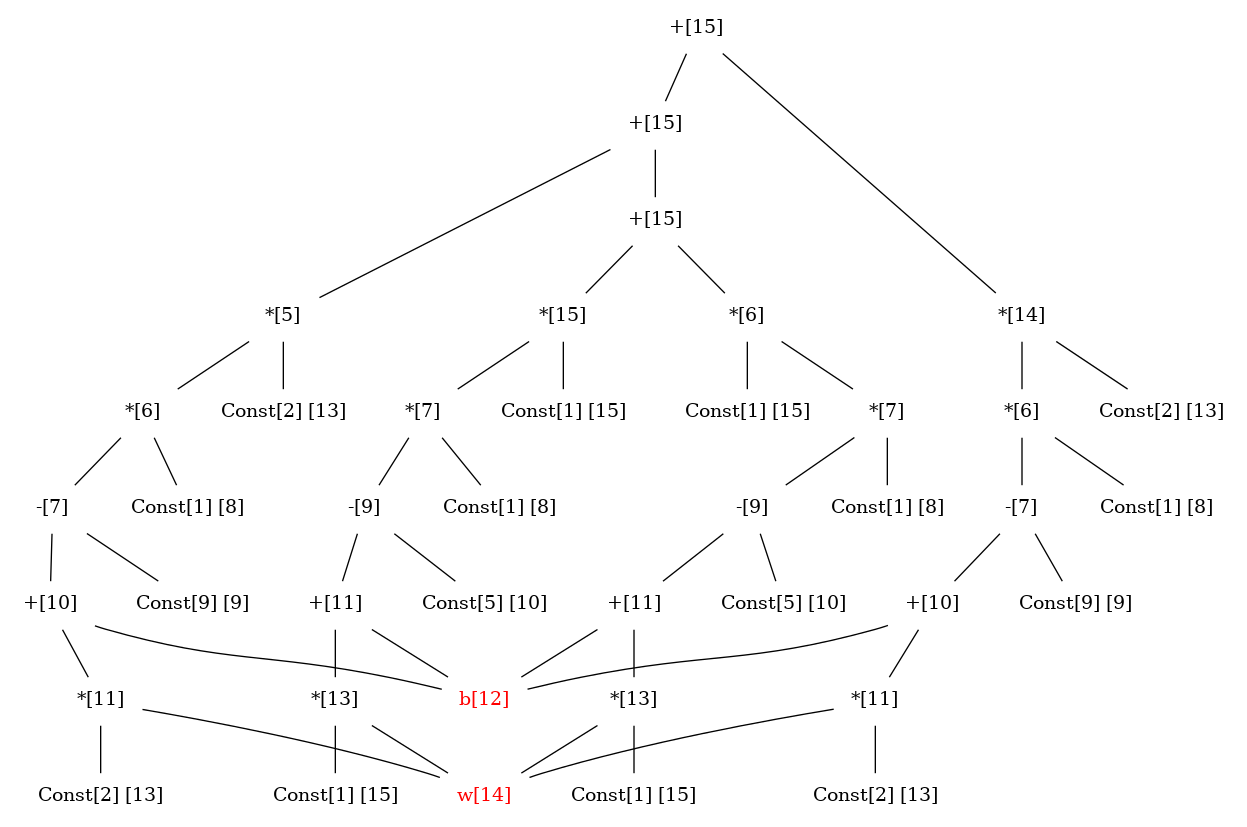 +[15]
+[15]
+[15]
*[5] *[15] *[6] *[14]
*[6] Const[2] [13] *[7] Const[1] [15] Const[1] [15] *[7] *[6] Const[2] [13]
-[7] Const[1] [8] -[9] Const[1] [8] -[9] Const[1] [8] -[7] Const[1] [8]
+[10] Const[9] [9] +[11] Const[5] [10] +[11] Const[5] [10] +[10] Const[9] [9]
*[11] *[13] b[12] *[13] *[11]
Const[2] [13] Const[1] [15] w[14] Const[1] [15] Const[2] [13]